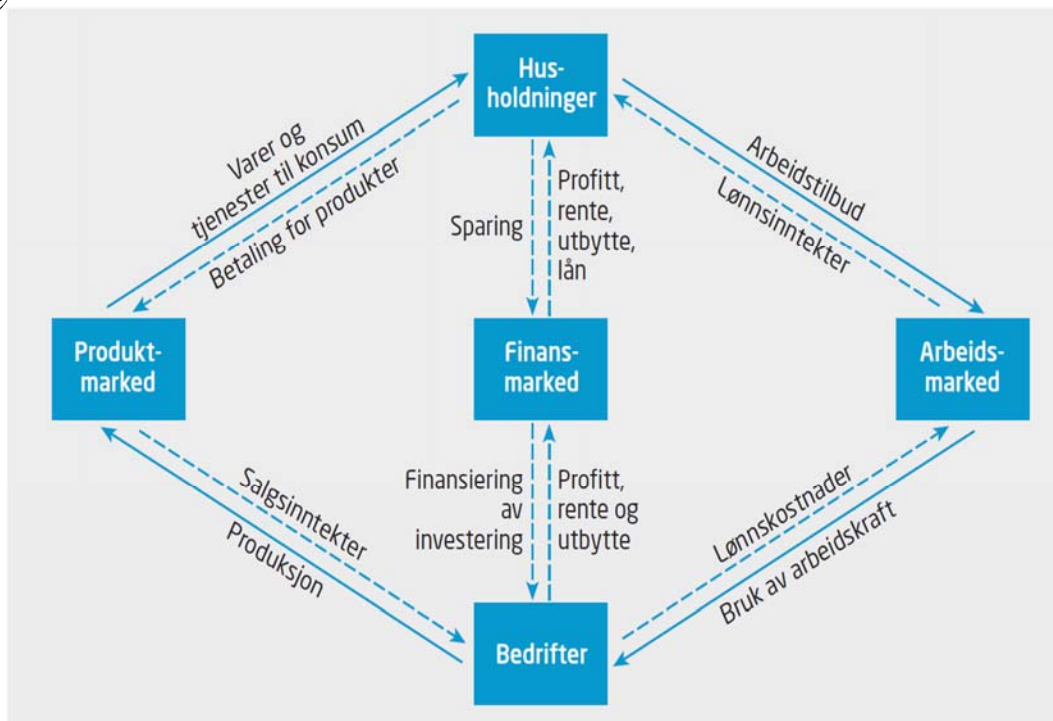 Hus-
holdninger
Varer og
tjenester til konsum
Betaling for produkter
Sparing
Profitt,
rente,
utbytte,
lån
Arbeidstilbud
Lønnsinntekter
Produkt-
marked
Finans-
marked
Arbeids-
marked
Salgsinntekter
Produksjon
Finansiering
av
investering
Profitt,
rente og
utbytte
Lønnskostnader
Bruk av arbeidskraft
Bedrifter